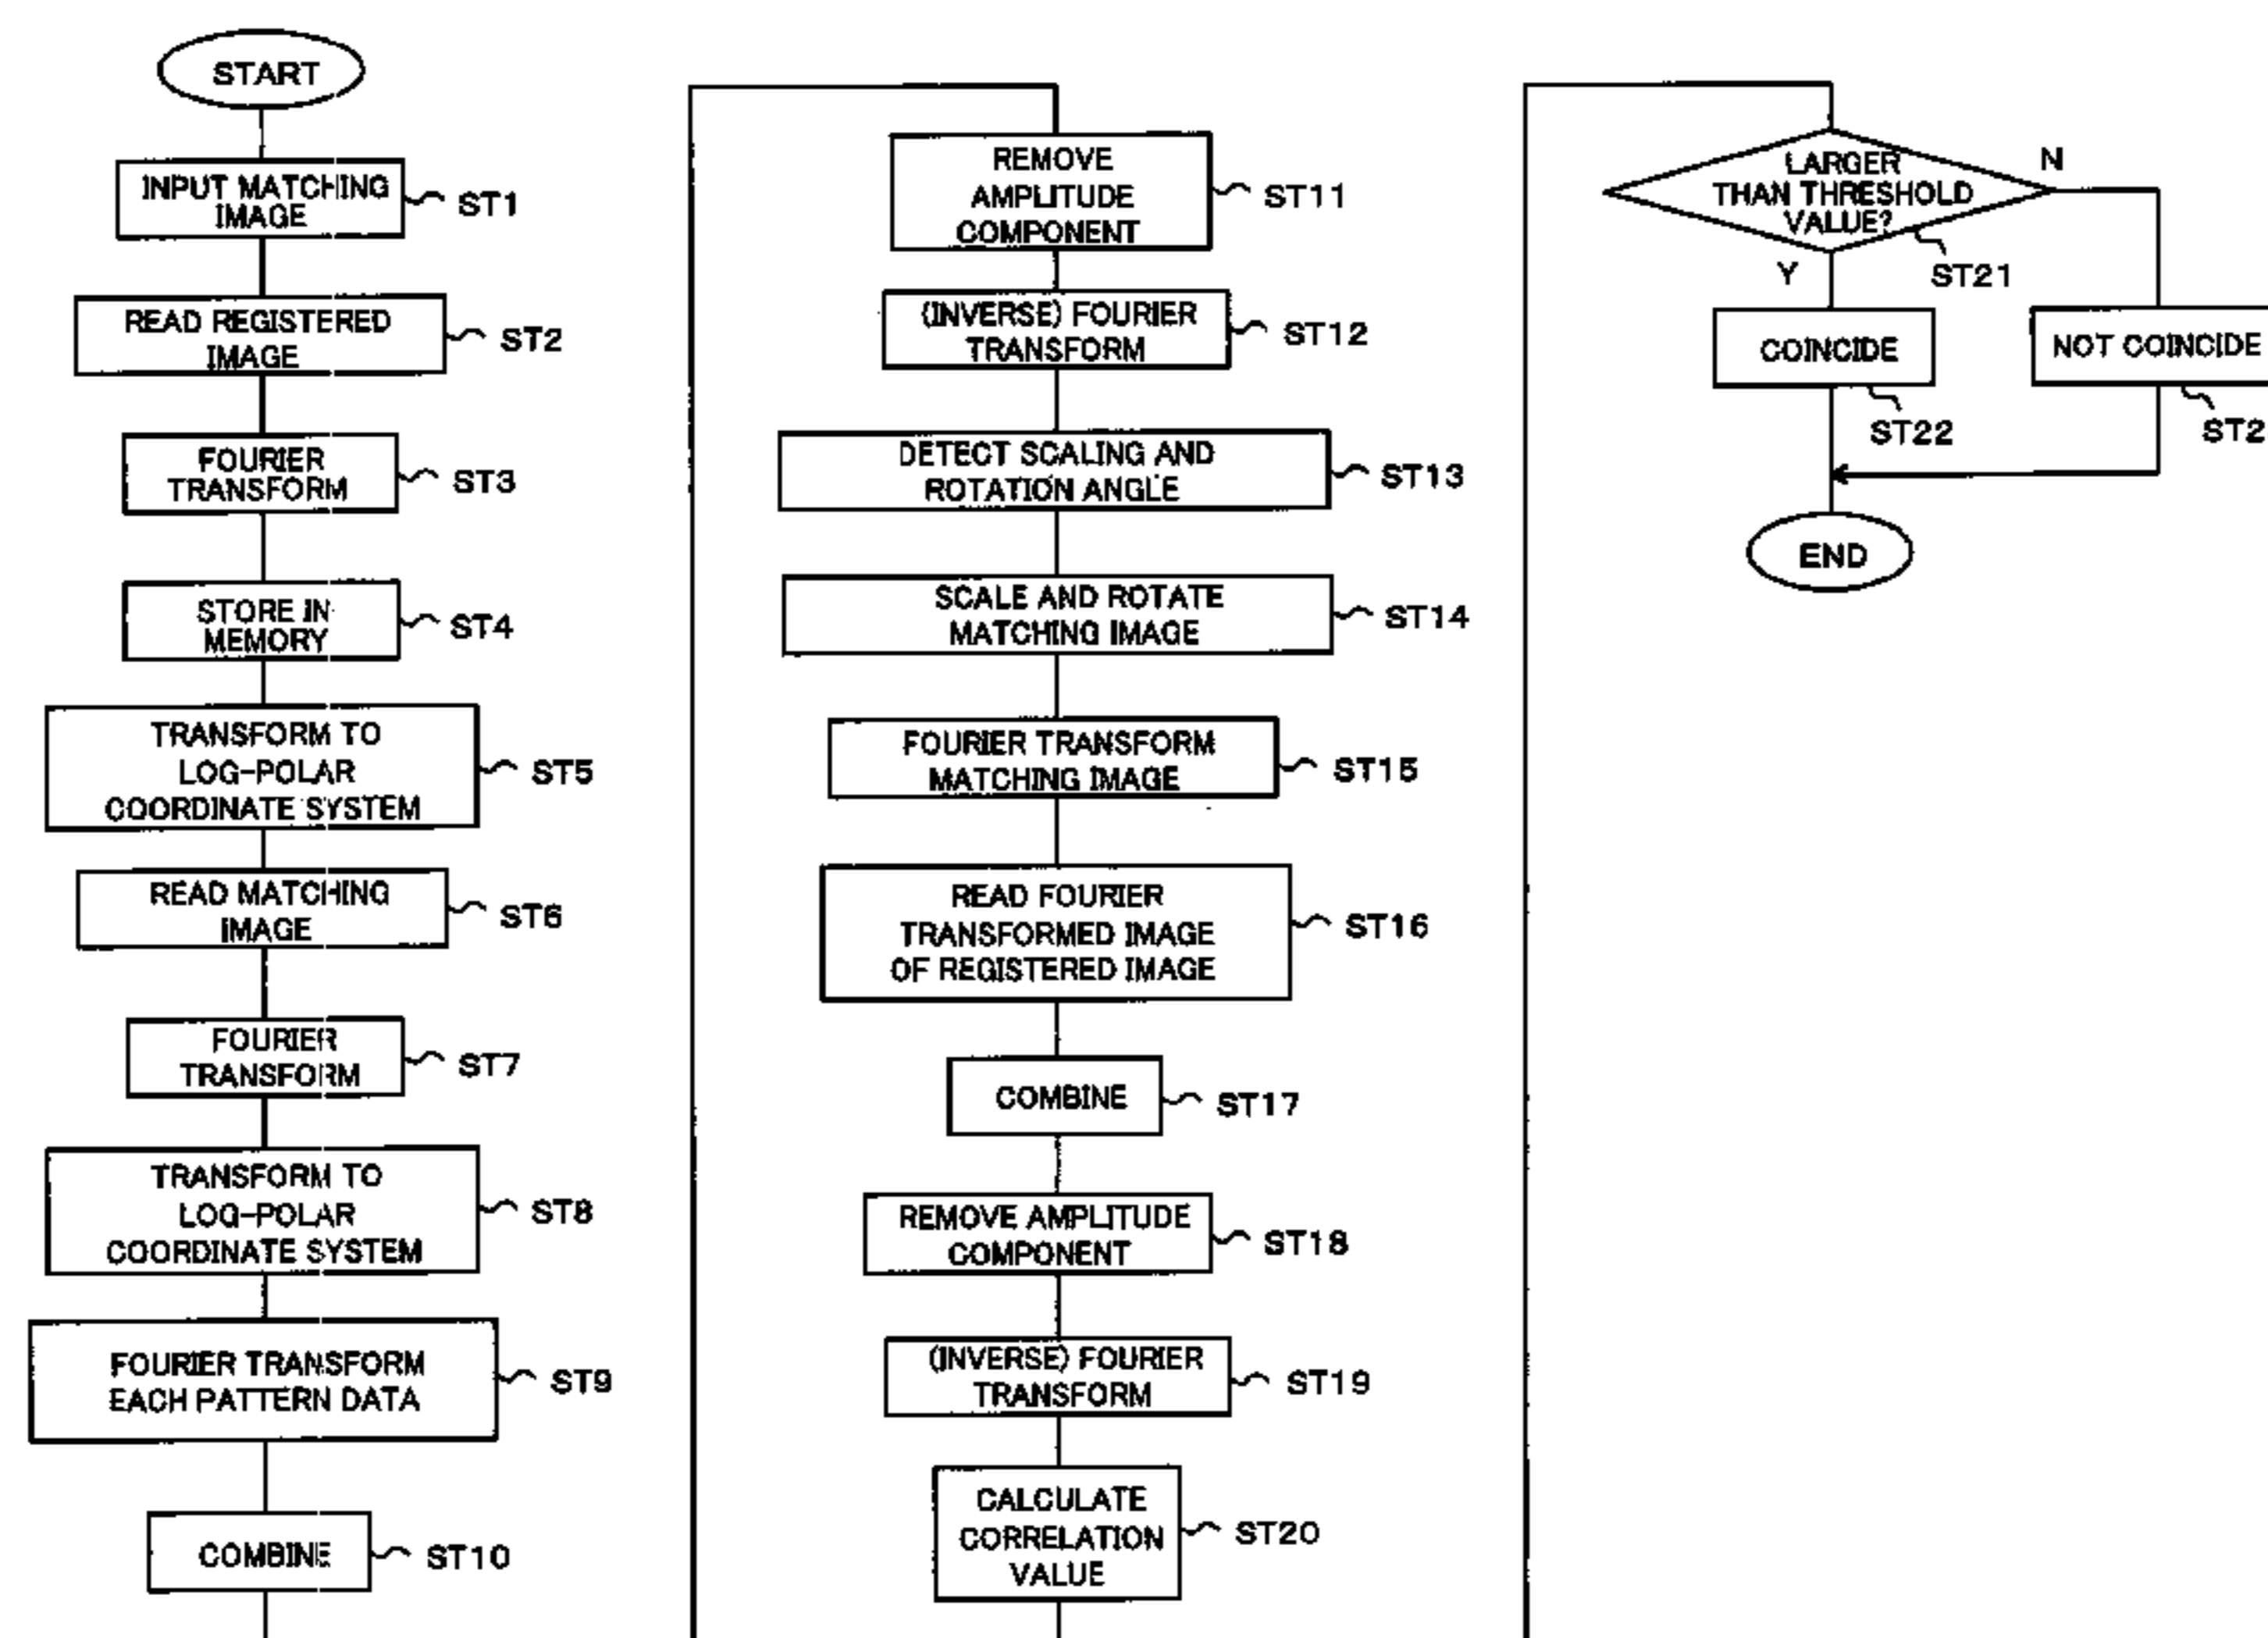 START
INPUT MATCHING
IMAGE
ST1
READ REGISTERED
IMAGE
ST2
FOURIER
TRANSFORM
ST3
STORE IN
MEMORY
ST4
TRANSFORM TO
LOG-POLAR
COORDINATE SYSTEM
ST5
READ MATCHING
IMAGE
ST6
FOURIER
TRANSFORM
ST7
TRANSFORM TO
LOG-POLAR
COORDINATE SYSTEM
ST8
FOURIER TRANSFORM
EACH PATTERN DATA
ST9
COMBINE
ST10
REMOVE
AMPLITUDE
COMPONENT
ST11
(INVERSE) FOURIER
TRANSFORM
ST12
DETECT SCALING AND
ROTATION ANGLE
ST13
SCALE AND ROTATE
MATCHING IMAGE
ST14
FOURIER TRANSFORM
MATCHING IMAGE
ST15
READ FOURIER
TRANSFORMED IMAGE
OF REGISTERED IMAGE
ST16
COMBINE
ST17
REMOVE AMPLITUDE
COMPONENT
ST18
(INVERSE) FOURIER
TRANSFORM
ST19
CALCULATE
CORRELATION
VALUE
ST20
LARGER
THAN THRESHOLD
VALUE?
N
Y
ST21
COINCIDE
ST22
NOT COINCIDE
ST2
END